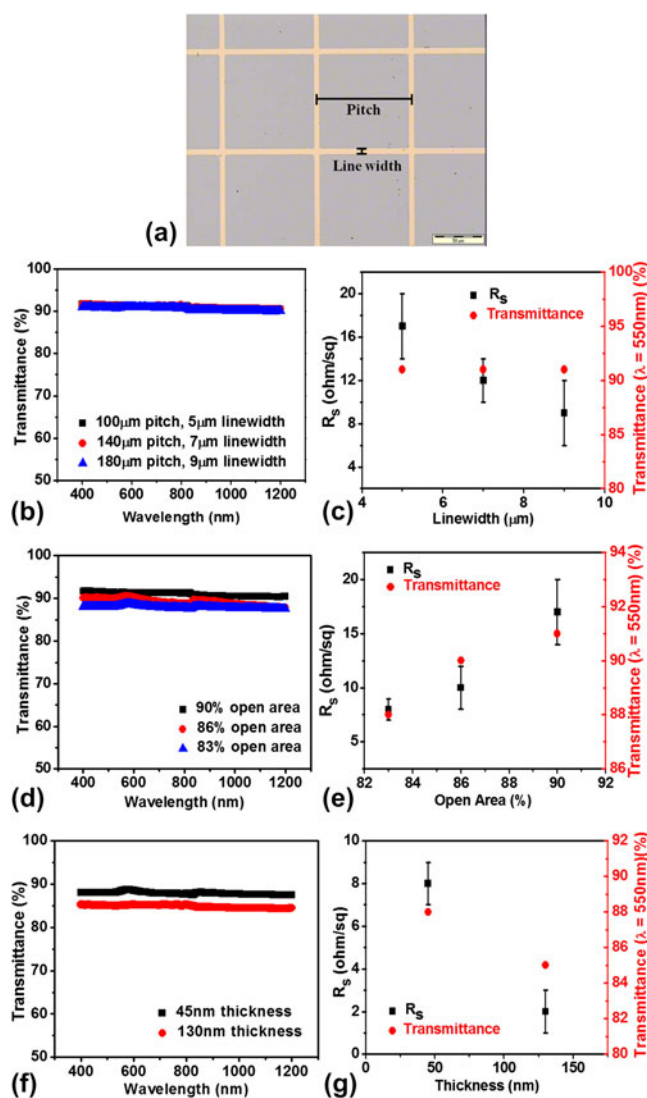 Pitch
Line width
(a)
100
90
80
70
60
50
Transmittance (%)
100μm pitch, 5μm linewidth
140μm pitch, 7μm linewidth
180μm pitch, 9μm linewidth
400 600 800 1000 1200
Wavelength (nm)
(b)
20
16
12
8
4
Rs (ohm/sq)
Rs
Transmittance
100
95
90
85
80
Transmittance (λ = 550nm) (%)
4 6 8 10
Linewidth (μm)
(c)
100
90
80
70
60
50
Transmittance (%)
90% open area
86% open area
83% open area
400 600 800 1000 1200
Wavelength (nm)
(d)
20
15
10
5
Rs (ohm/sq)
Rs
Transmittance
94
92
90
88
86
Transmittance (λ = 550nm) (%)
82 84 86 88 90 92
Open Area (%)
(e)
100
90
80
70
60
50
Transmittance (%)
45nm thickness
130nm thickness
400 600 800 1000 1200
Wavelength (nm)
(f)
10
8
6
4
2
0
Rs (ohm/sq)
Rs
Transmittance
92
90
88
86
84
82
80
Transmittance (λ = 550nm)(%)
0 50 100 150
Thickness (nm)
(g)